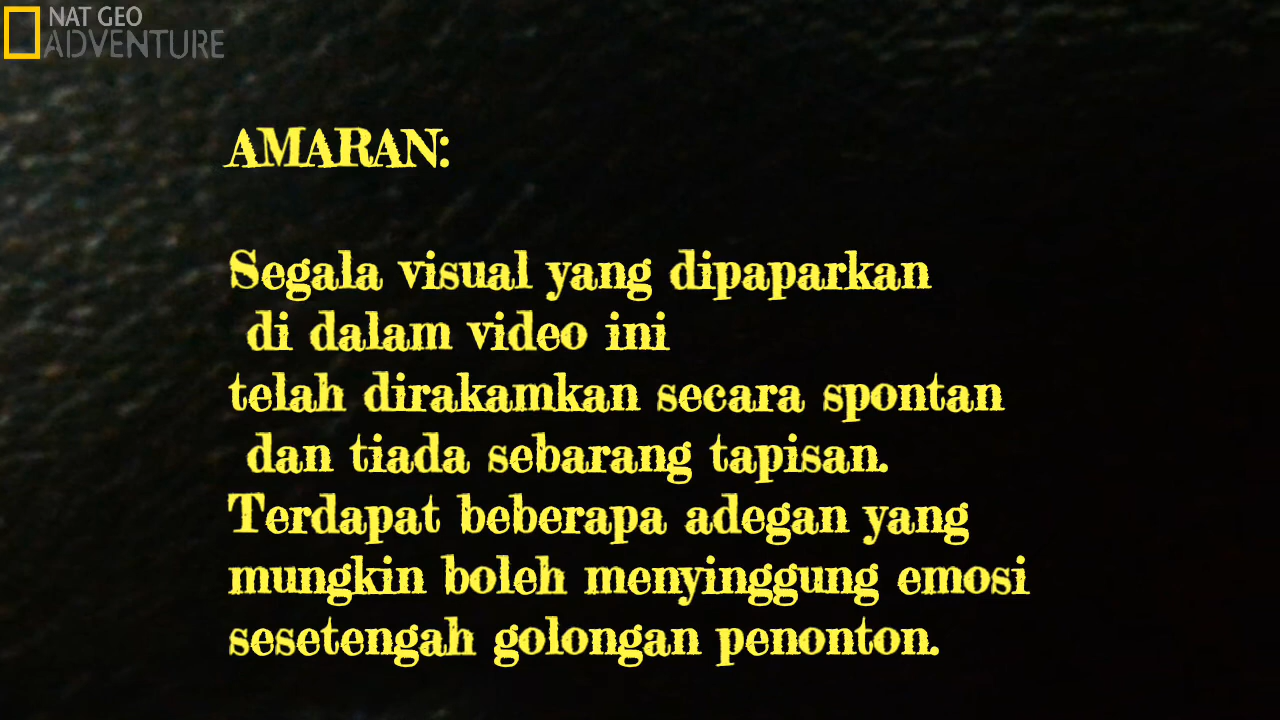 NAT GEO
ADVENTURE
AMARAN:
Segala visual yang dipaparkan
di dalam video ini
telah dirakamkan secara spontan
dan tiada sebarang tapisan.
Terdapat beberapa adegan yang
mungkin boleh menyinggung emosi
sesetengah golongan penonton.